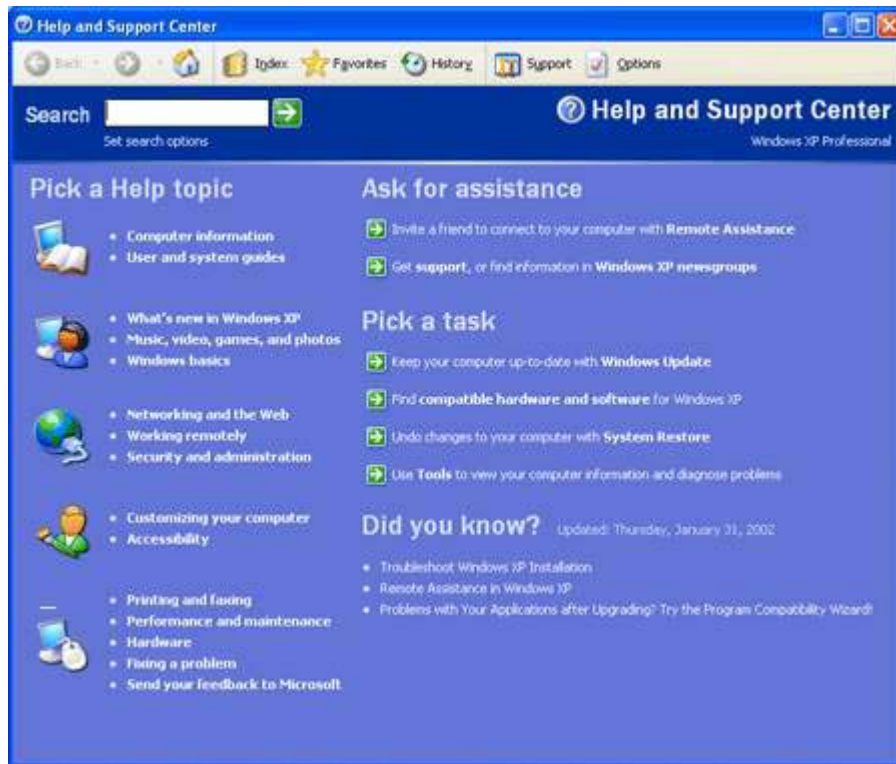 Help and Support Center
Back
Index
Favorites
History
Support
Options
Search
Set search options
Help and Support Center
Windows XP Professional
Pick a Help topic
Computer information
User and system guides
What's new in Windows XP
Music, video, games, and photos
Windows basics
Networking and the Web
Working remotely
Security and administration
Customizing your computer
Accessibility
Printing and faxing
Performance and maintenance
Hardware
Fixing a problem
Send your feedback to Microsoft
Ask for assistance
Invite a friend to connect to your computer with Remote Assistance
Get support, or find information in Windows XP newsgroups
Pick a task
Keep your computer up-to-date with Windows Update
Find compatible hardware and software for Windows XP
Undo changes to your computer with System Restore
Use Tools to view your computer information and diagnose problems
Did you know? Updated: Thursday, January 31, 2002
Troubleshoot Windows XP Installation
Remote Assistance in Windows XP
Problems with Your Applications after Upgrading? Try the Program Compatibility Wizard!